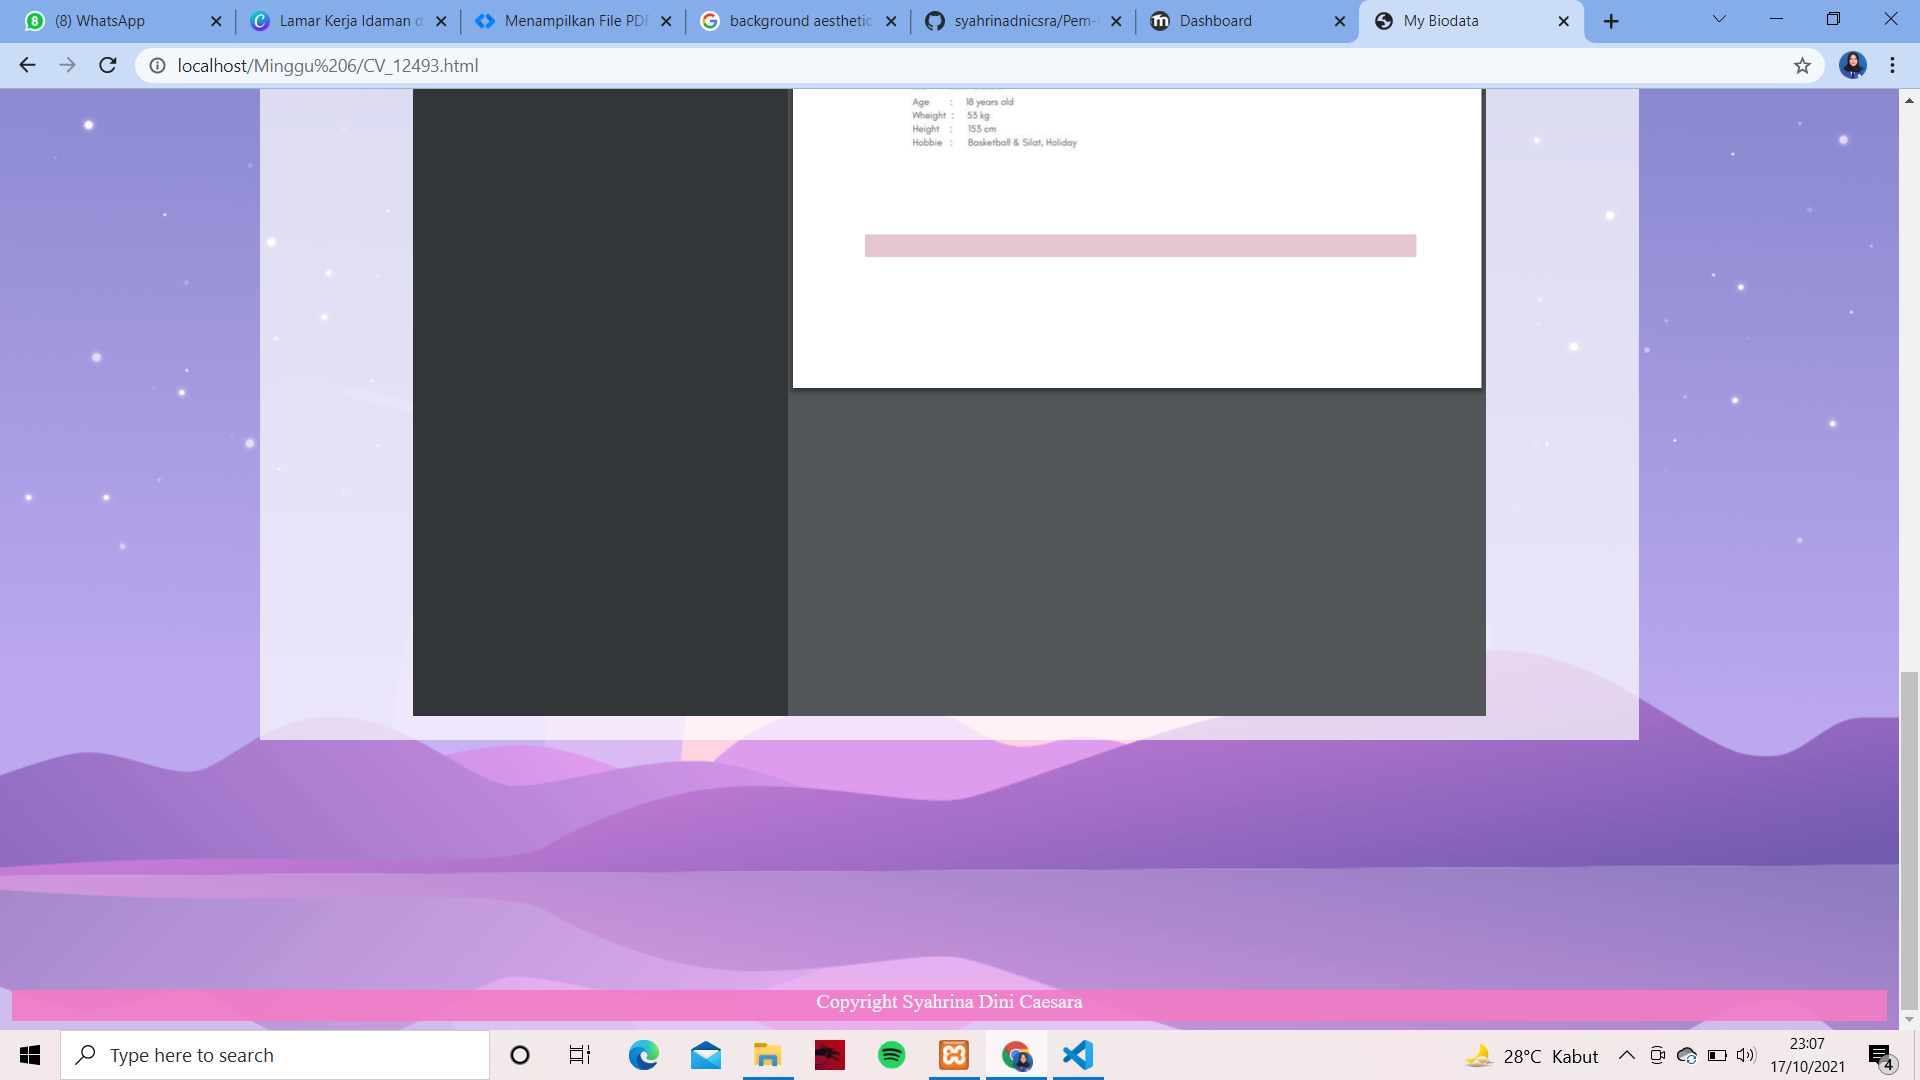 (8) WhatsApp
Lamar Kerja Idaman d
Menampilkan File PDF
background aesthetic
syahrinadnicsra/Pem-
Dashboard
My Biodata
localhost/Minggu%206/CV_12493.html
Age : 18 years old
Wheight : 53 kg
Height : 153 cm
Hobbie : Basketball & Silat, Holiday
Copyright Syahrina Dini Caesara
Type here to search
28°C Kabut
23:07
17/10/2021
4